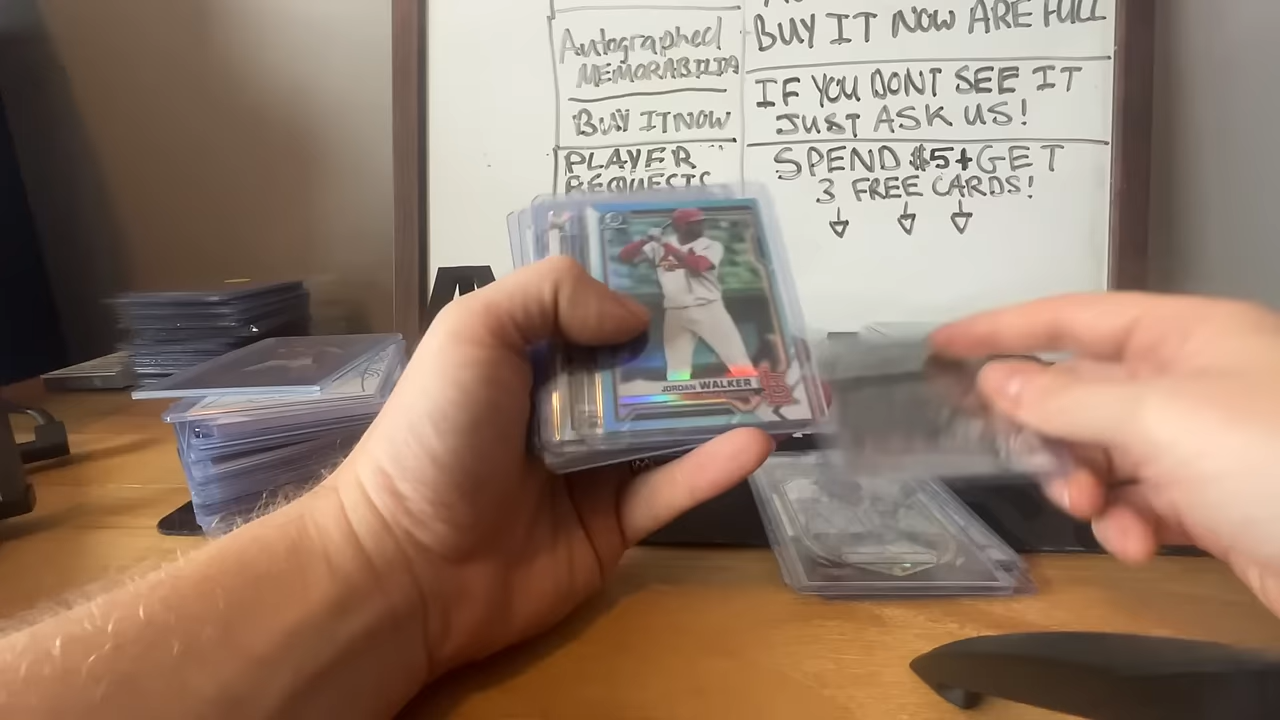 Autographed
MEMORABILIA
BUY IT NOW
PLAYER
REQUESTS
BUY IT NOW ARE FULL
IF YOU DONT SEE IT
JUST ASK US!
SPEND $5+ GET
3 FREE CARDS!
JORDAN WALKER